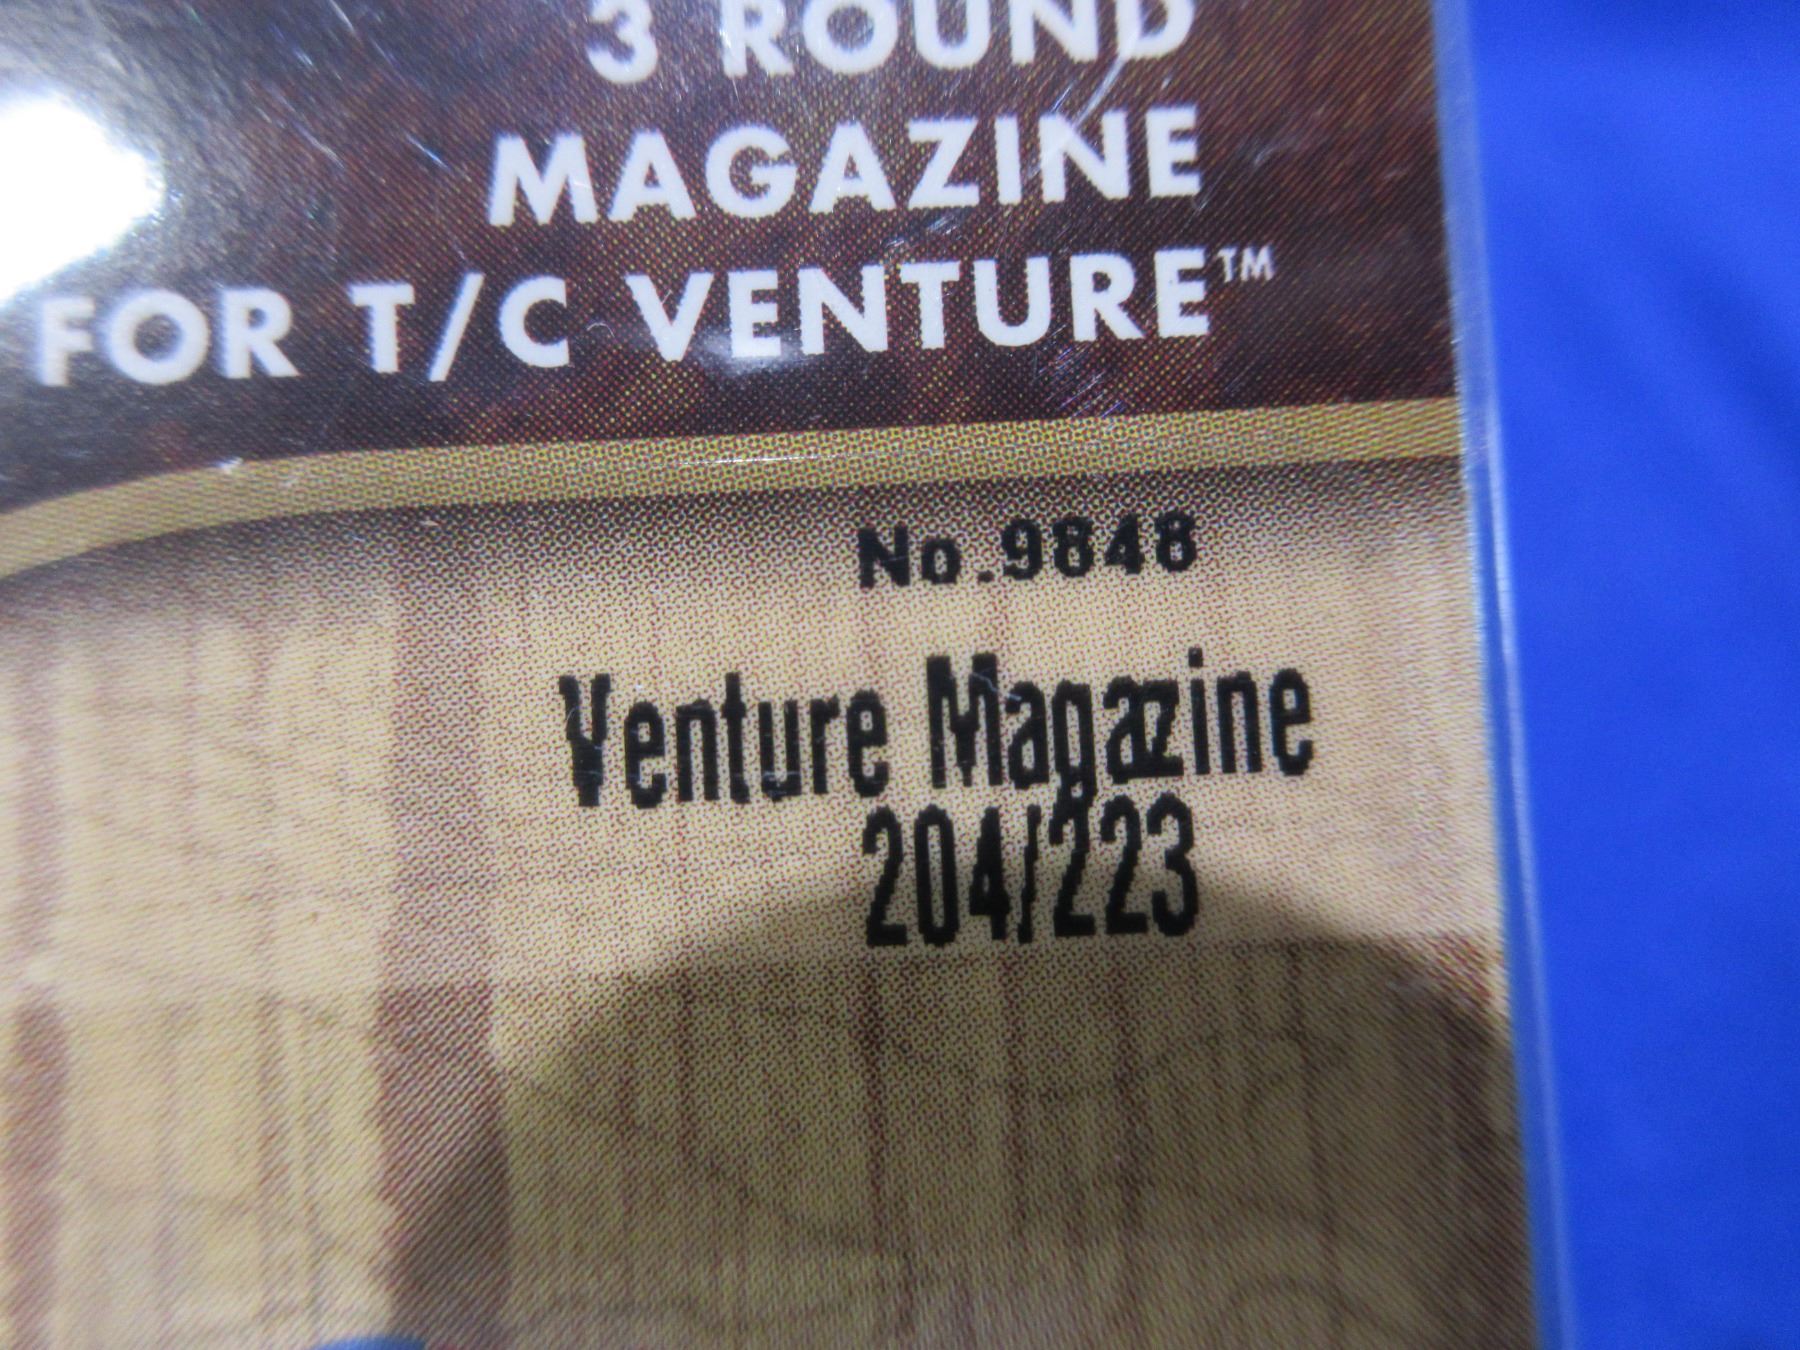 3 ROUND
MAGAZINE
FOR T/C VENTURE™
No.9848
Venture Magazine
204/223